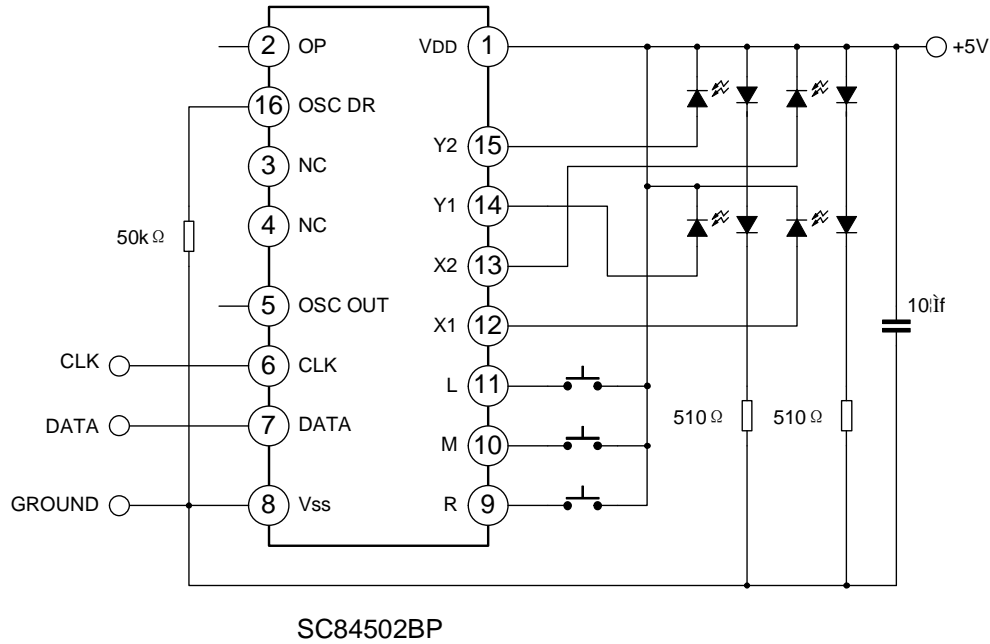 2 OP VDD 1 +5V
16 OSC DR
Y2 15
3 NC
Y1 14
4 NC
50kΩ
X2 13
5 OSC OUT
X1 12
CLK 6 CLK
L 11
510Ω 510Ω
DATA 7 DATA
M 10
GROUND 8 Vss
R 9
SC84502BP